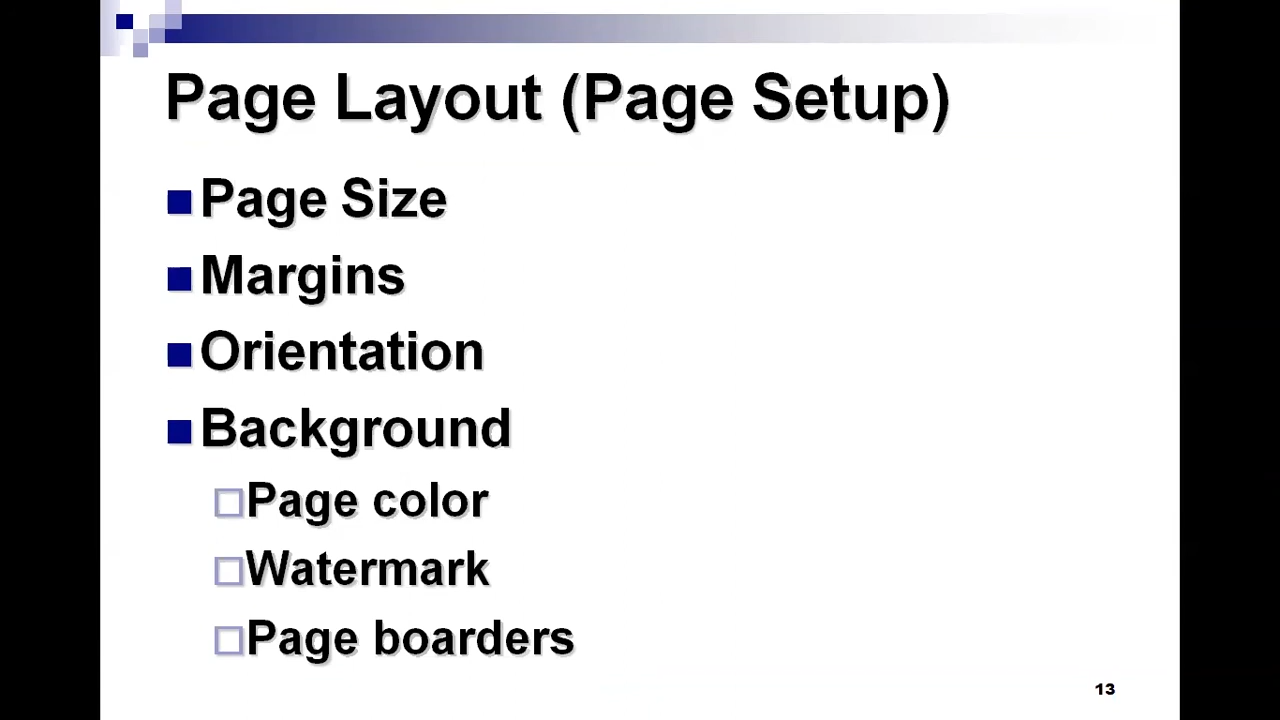 Page Layout (Page Setup)
Page Size
Margins
Orientation
Background
Page color
Watermark
Page boarders
13